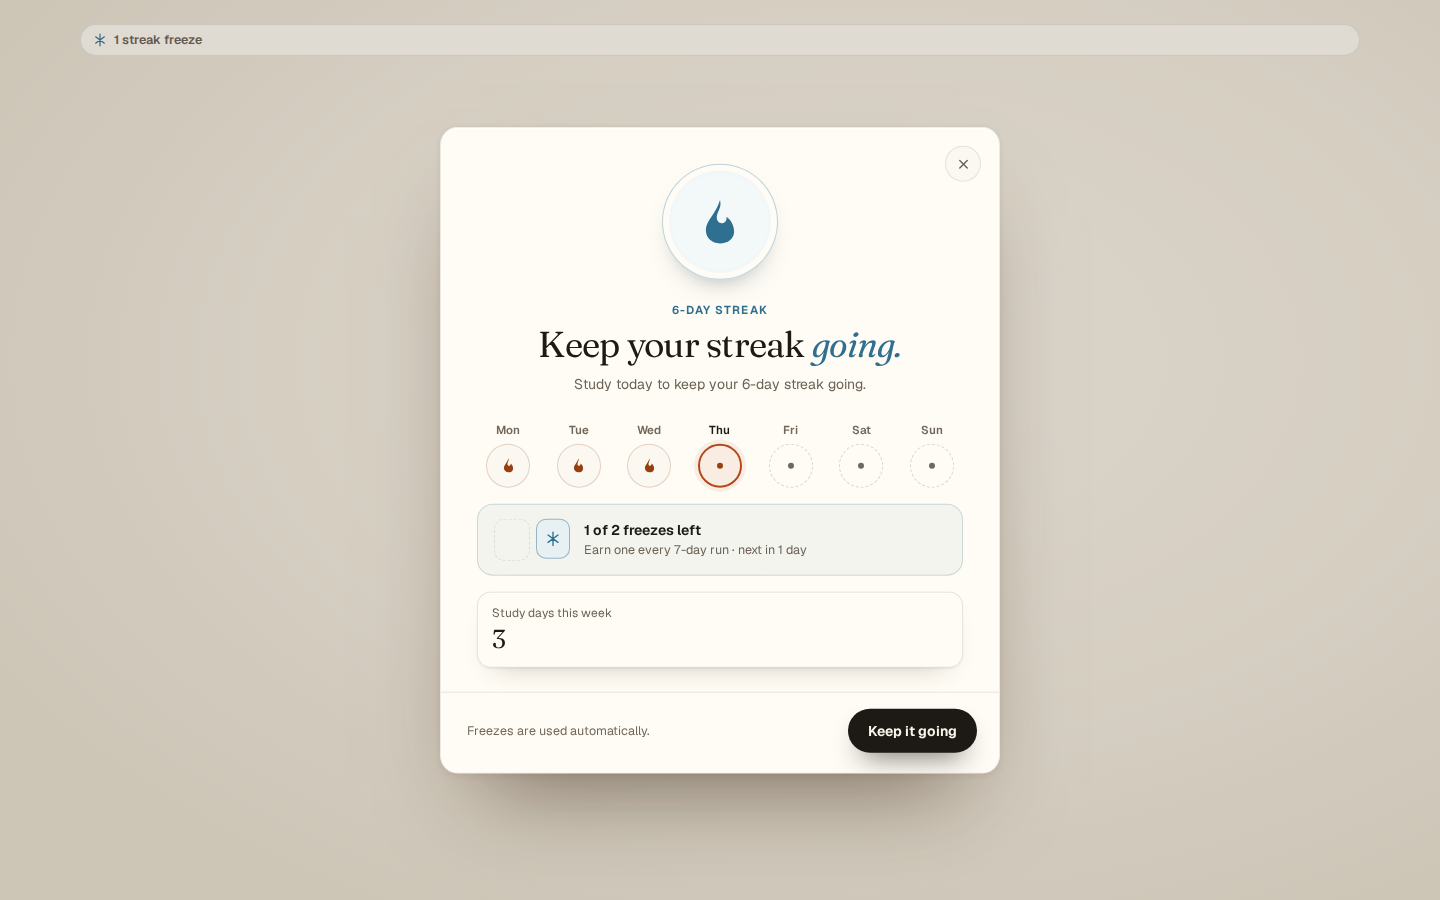 1 streak freeze
6-DAY STREAK
Keep your streak going.
Study today to keep your 6-day streak going.
Mon Tue Wed Thu Fri Sat Sun
1 of 2 freezes left
Earn one every 7-day run · next in 1 day
Study days this week
3
Freezes are used automatically.
Keep it going